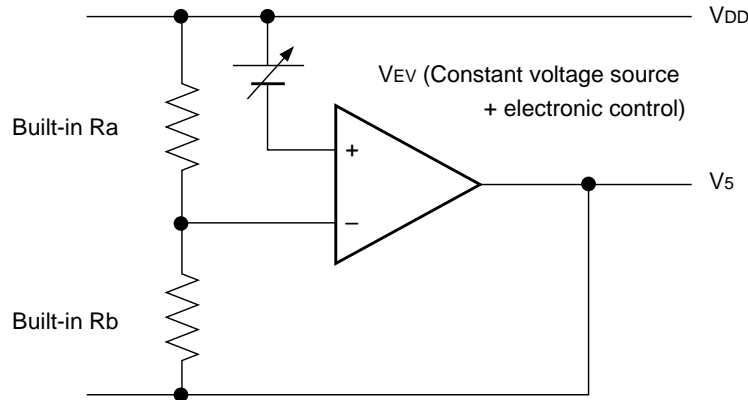 VDD
VEV (Constant voltage source
+ electronic control)
Built-in Ra
+
V5
−
Built-in Rb